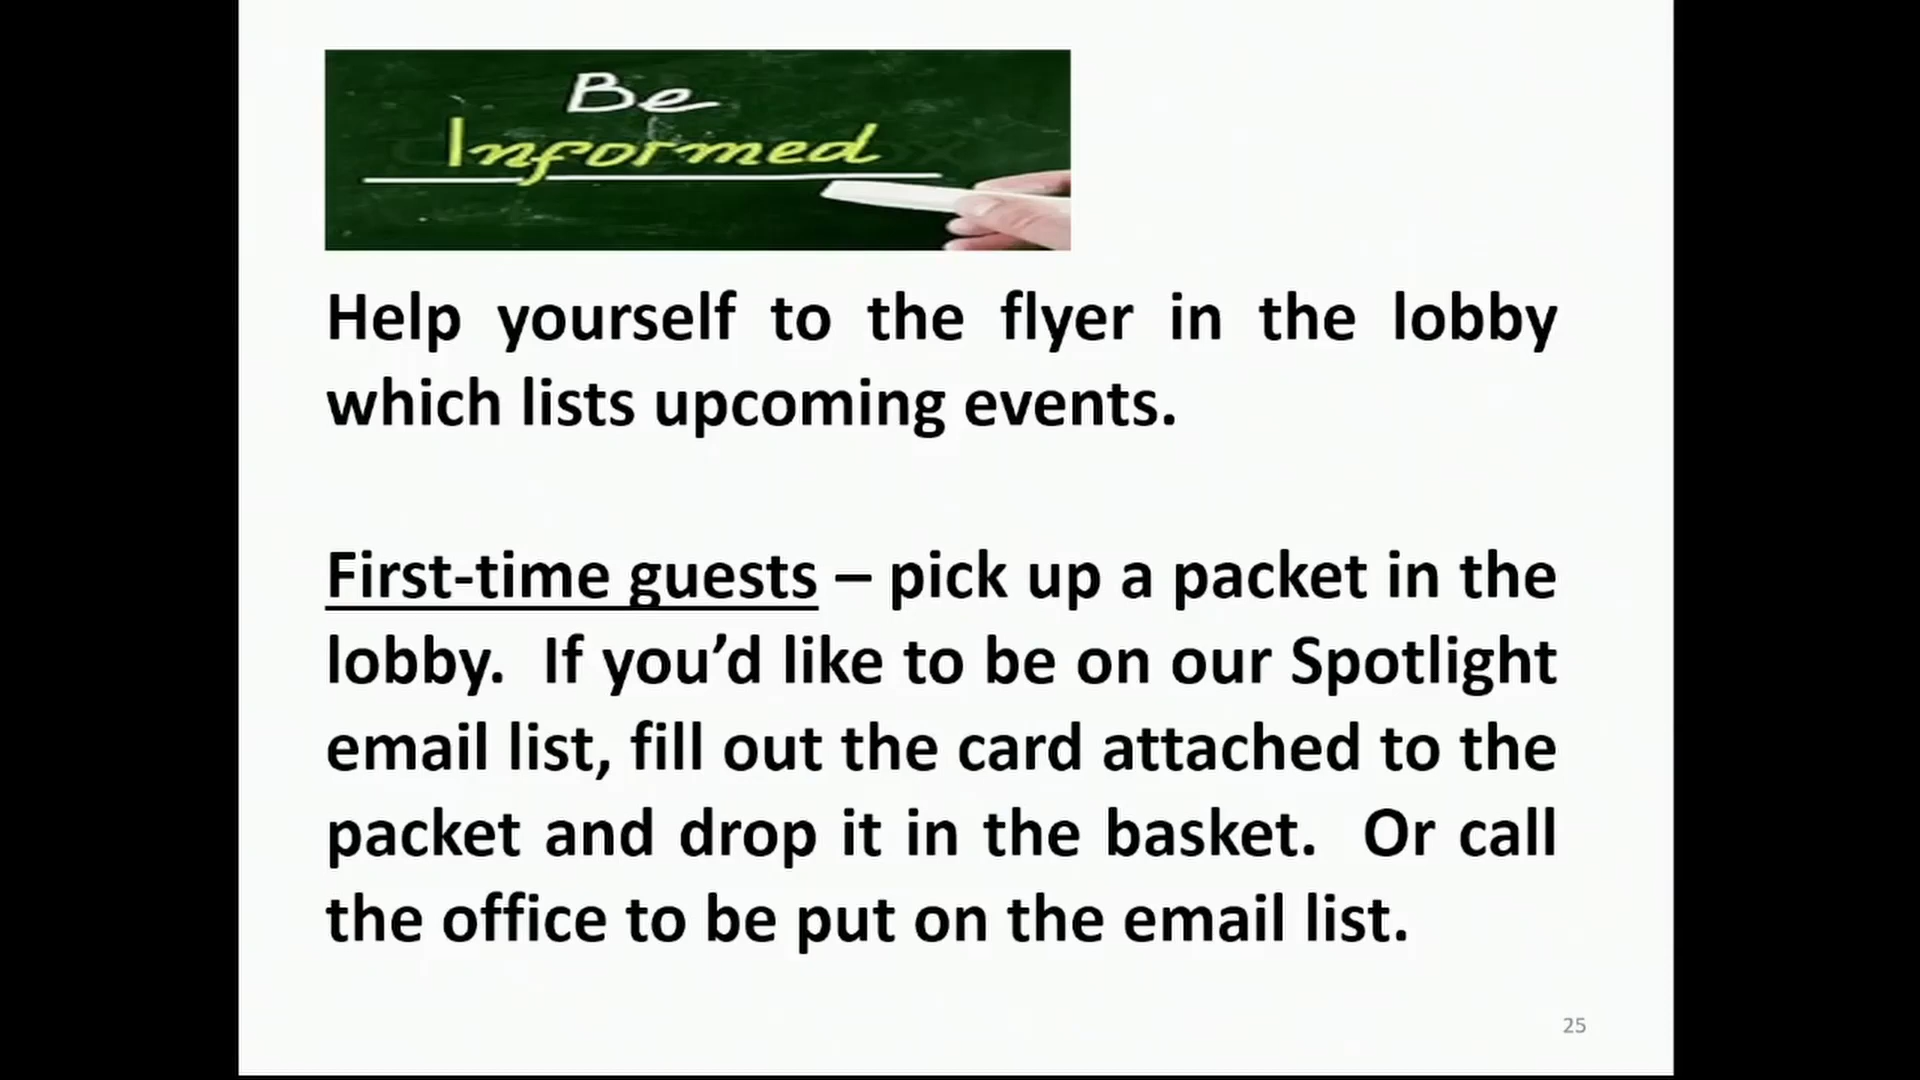 Be
Informed
Help yourself to the flyer in the lobby
which lists upcoming events.
First-time guests – pick up a packet in the
lobby.  If you’d like to be on our Spotlight
email list, fill out the card attached to the
packet and drop it in the basket.  Or call
the office to be put on the email list.
25